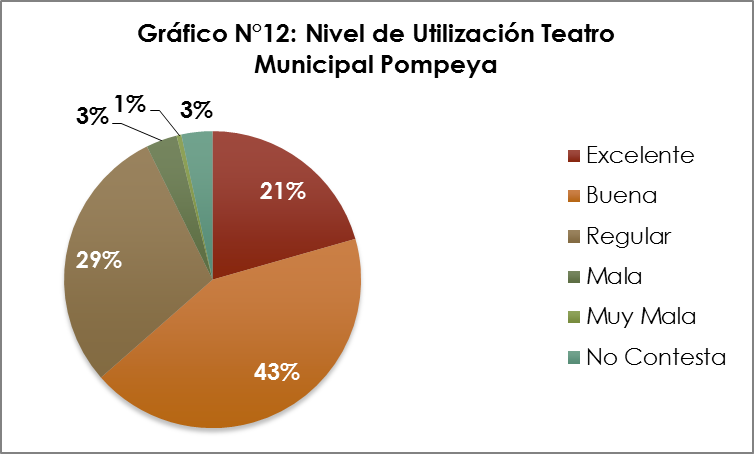 Gráfico N°12: Nivel de Utilización Teatro
Municipal Pompeya
3%
1%
3%
21%
29%
43%
Excelente
Buena
Regular
Mala
Muy Mala
No Contesta